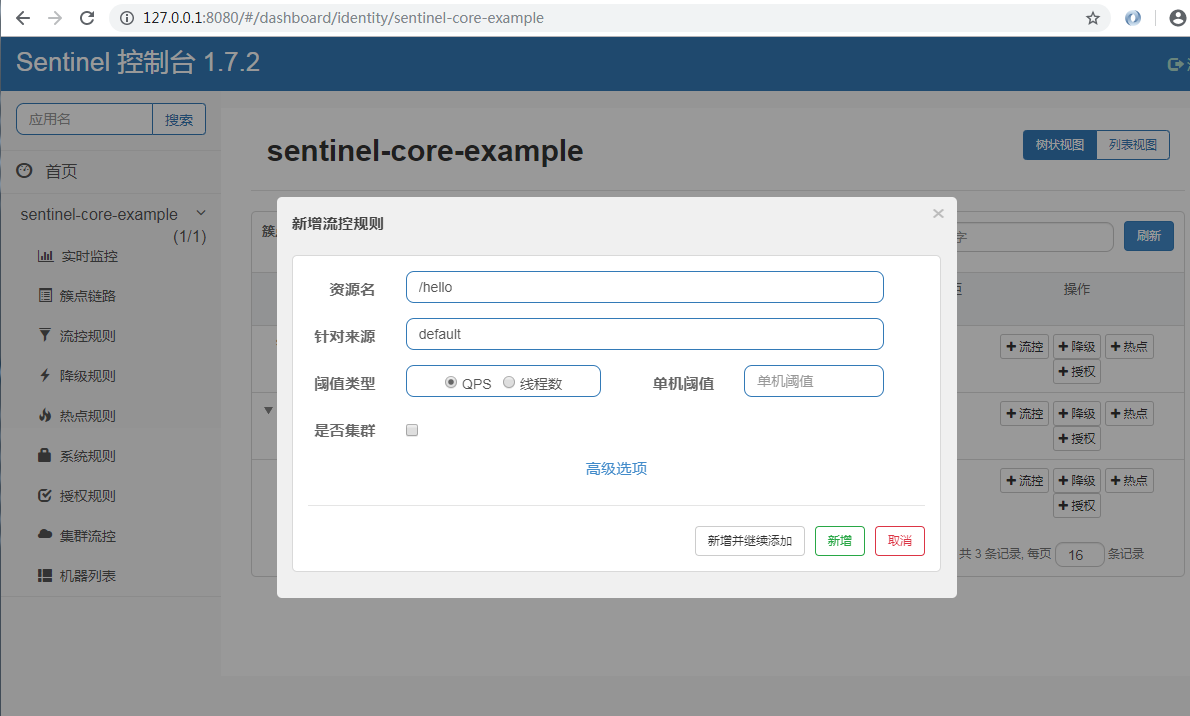 127.0.0.1:8080/#/dashboard/identity/sentinel-core-example
Sentinel 控制台 1.7.2
应用名 搜索
首页
sentinel-core-example
(1/1)
实时监控
簇点链路
流控规则
降级规则
热点规则
系统规则
授权规则
集群流控
机器列表
sentinel-core-example
树状视图 列表视图
簇
字 刷新
操作
流控 降级 热点
授权
流控 降级 热点
授权
流控 降级 热点
授权
共 3 条记录, 每页 16 条记录
新增流控规则 ×
资源名 /hello
针对来源 default
阈值类型 QPS 线程数 单机阈值 单机阈值
是否集群
高级选项
新增并继续添加 新增 取消